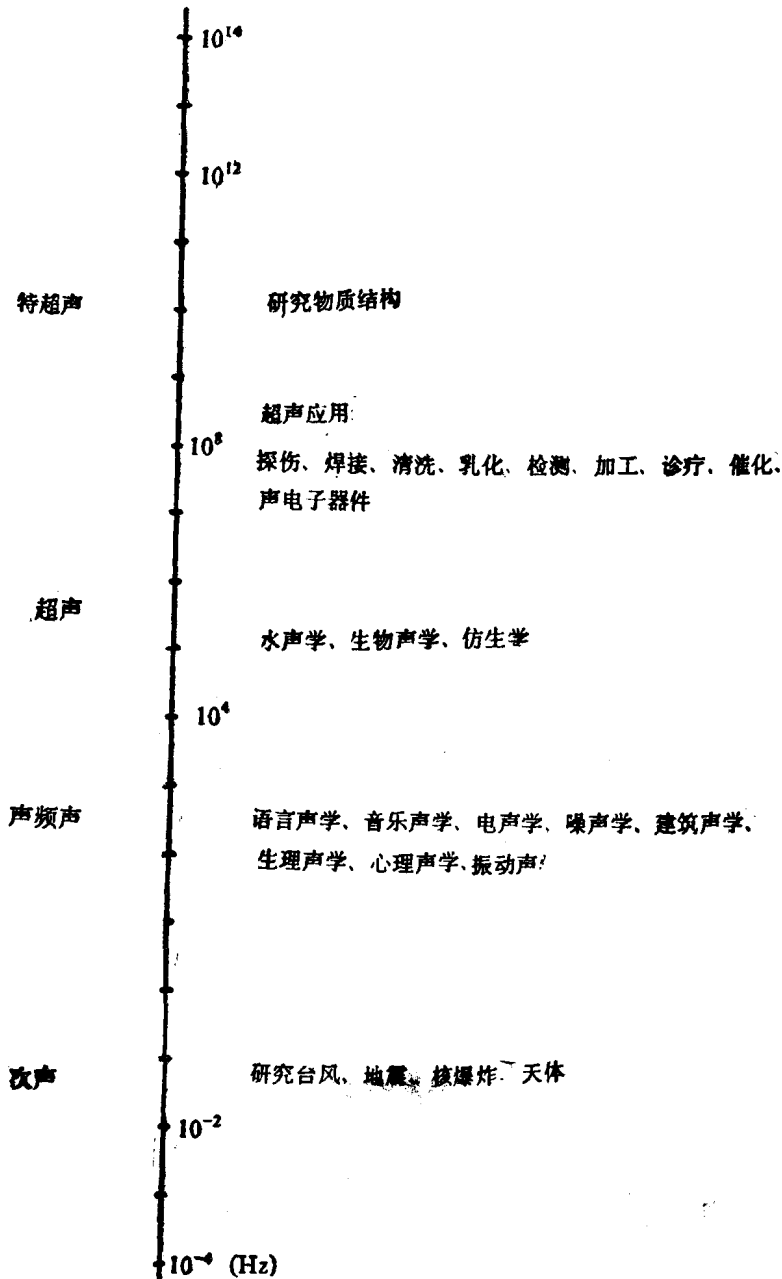 10¹⁴
10¹²
特超声 研究物质结构
超声应用
10⁸
探伤、焊接、清洗、乳化、检测、加工、诊疗、催化、
声电子器件
超声
水声学、生物声学、仿生学
10⁴
声频声 语言声学、音乐声学、电声学、噪声学、建筑声学、
生理声学、心理声学、振动声
次声 研究台风、地震、核爆炸 天体
10⁻²
10⁻⁴ (Hz)